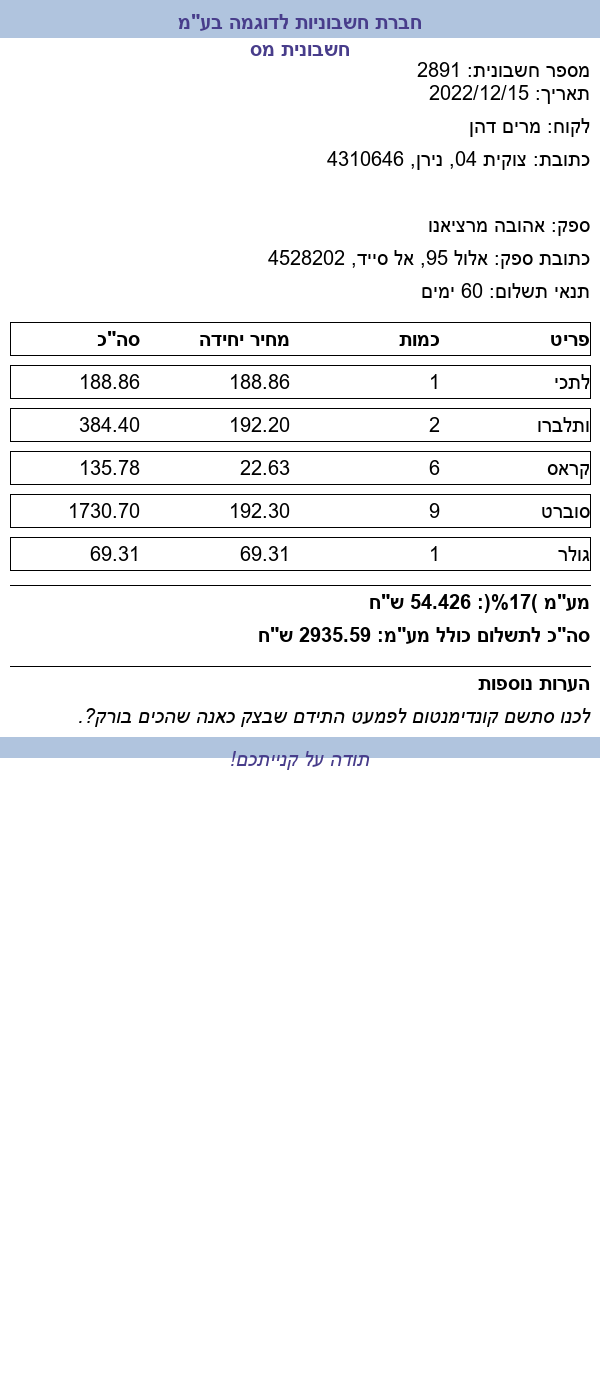 חברת חשבוניות לדוגמה בע"מ
חשבונית מס
מספר חשבונית: 2891
תאריך: 2022/12/15
לקוח: מרים דהן
כתובת: צוקית 04, נירן, 4310646
ספק: אהובה מרציאנו
כתובת ספק: אלול 95, אל סייד, 4528202
תנאי תשלום: 60 ימים
פריט כמות מחיר יחידה סה"כ
לתכי 1 188.86 188.86
ותלברו 2 192.20 384.40
קראס 6 22.63 135.78
סוברט 9 192.30 1730.70
גולר 1 69.31 69.31
מע"מ )17%(: 54.426 ש"ח
סה"כ לתשלום כולל מע"מ: 2935.59 ש"ח
הערות נוספות
לכנו סתשם קונדימנטום לפמעט התידם שבצק כאנה שהכים בורק?.
תודה על קנייתכם!